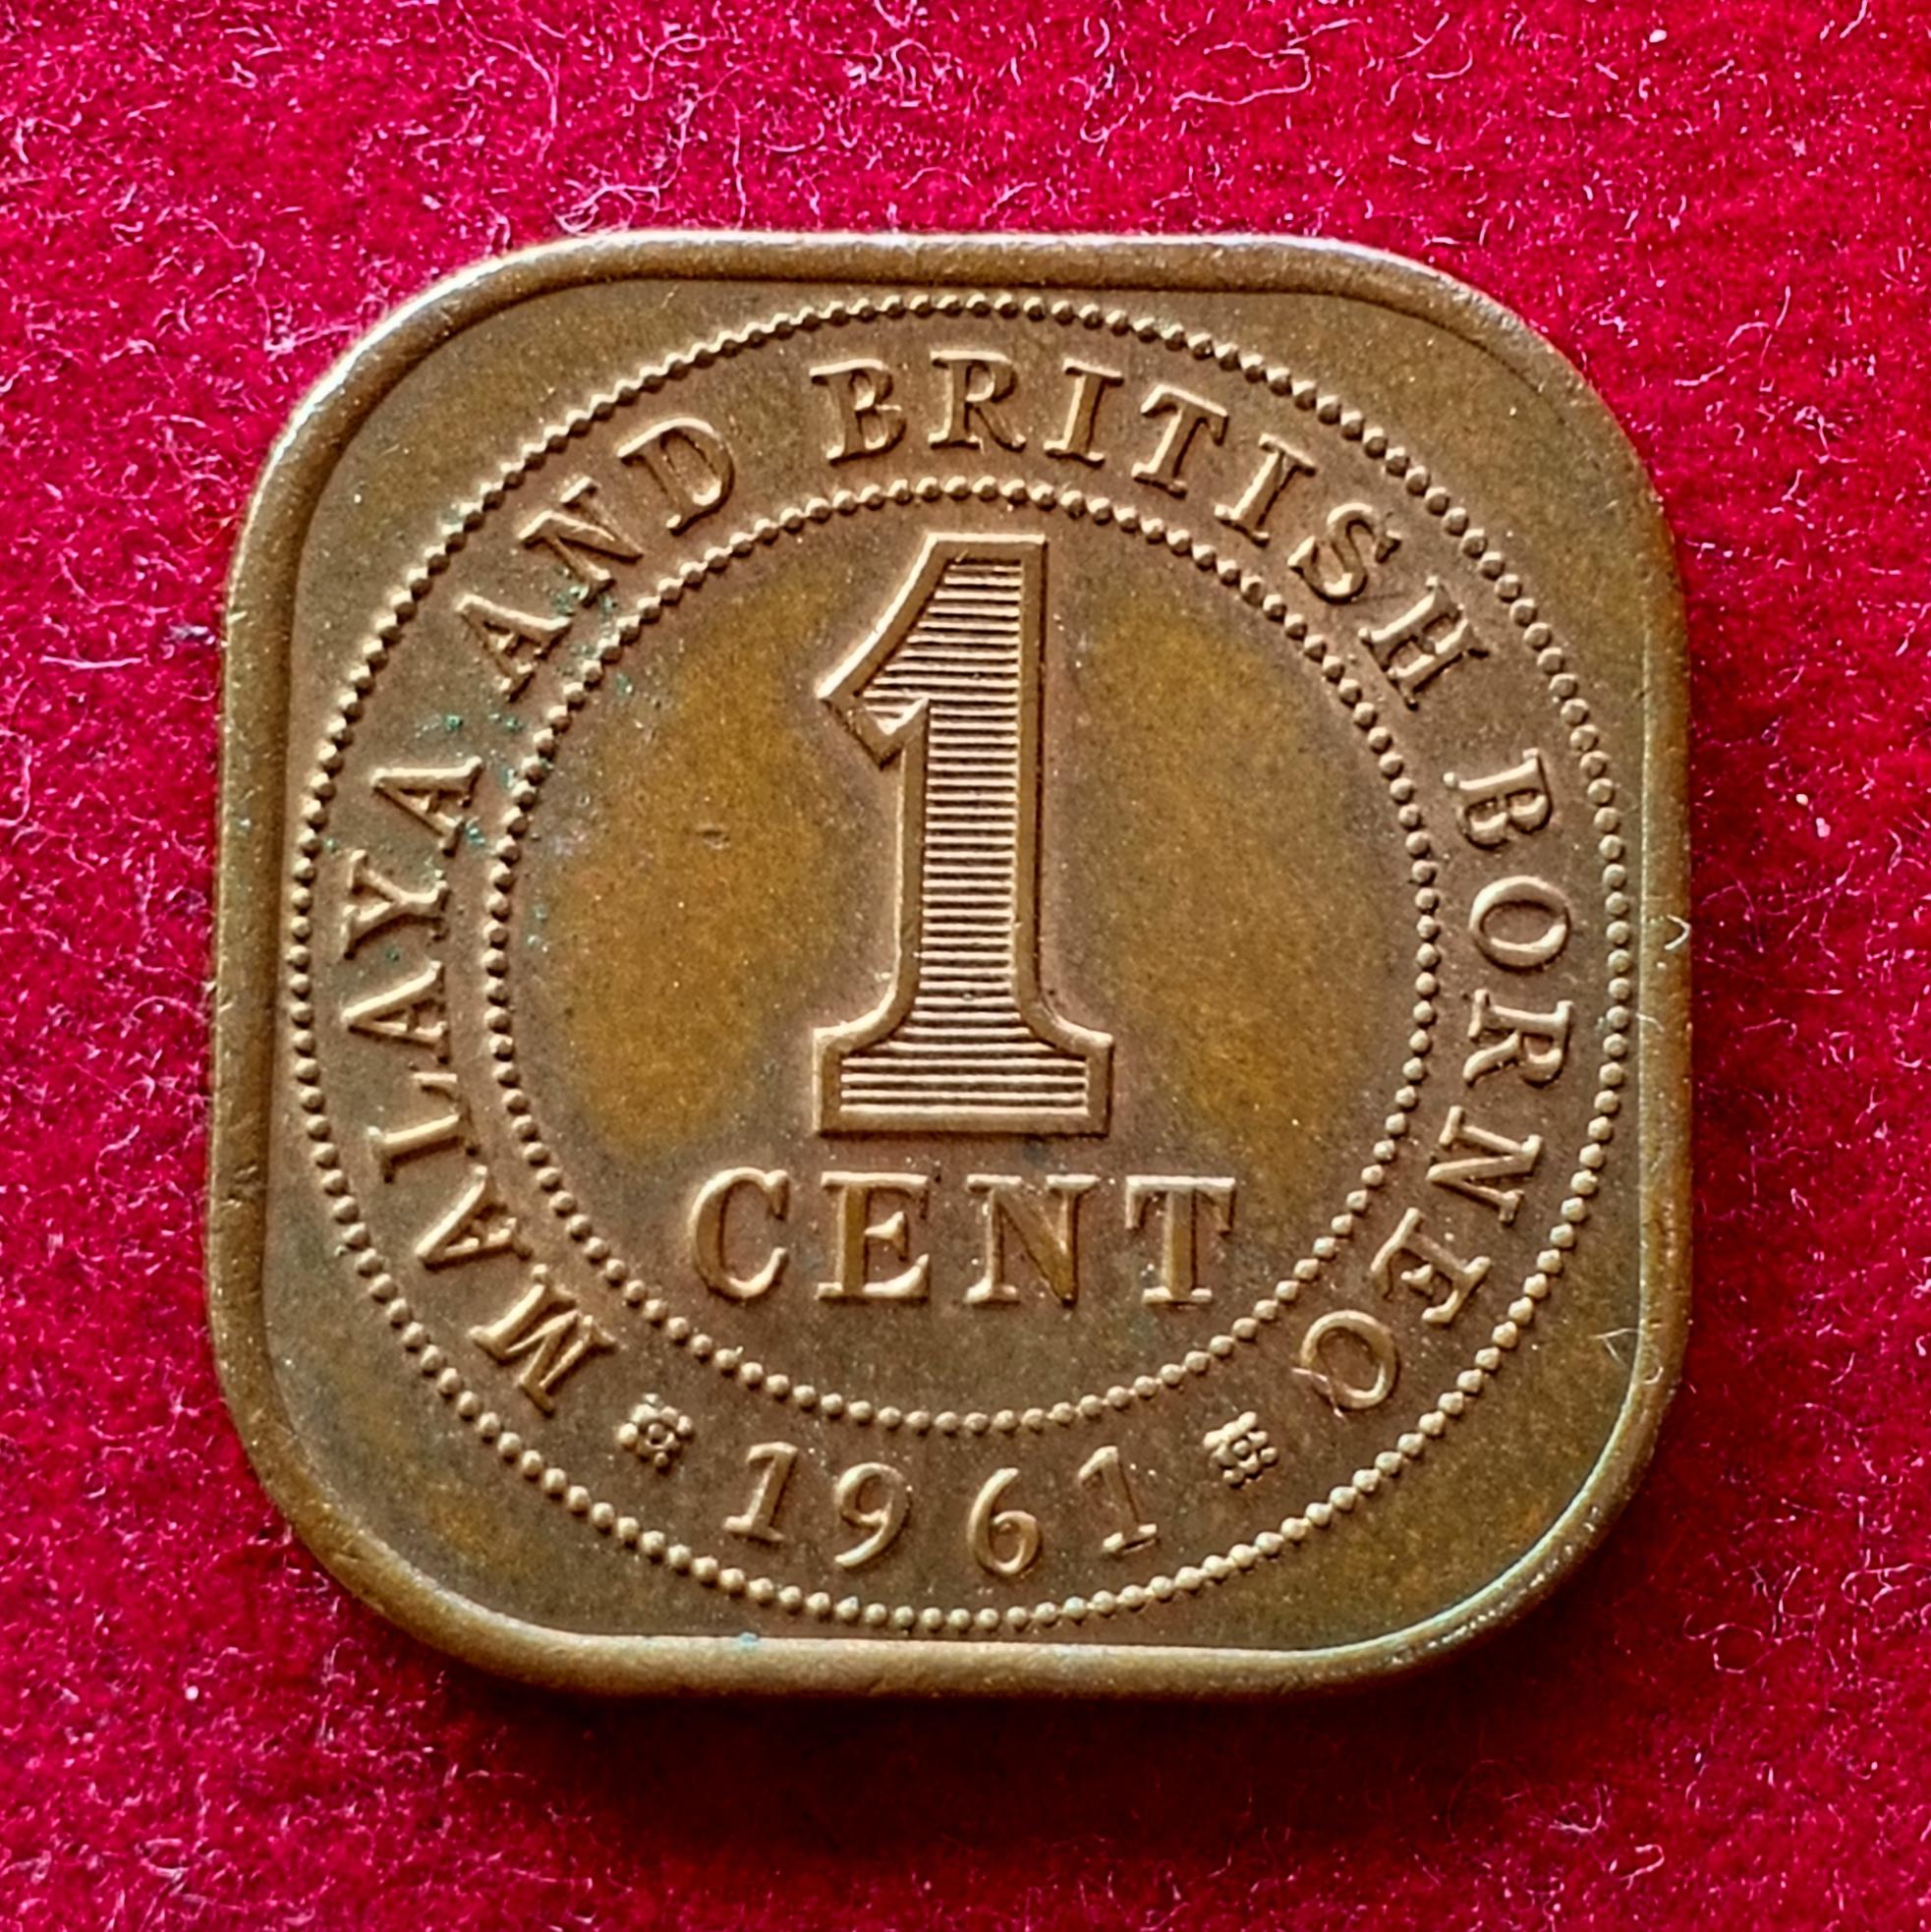 MALAYA AND BRITISH BORNEO
1
CENT
1961